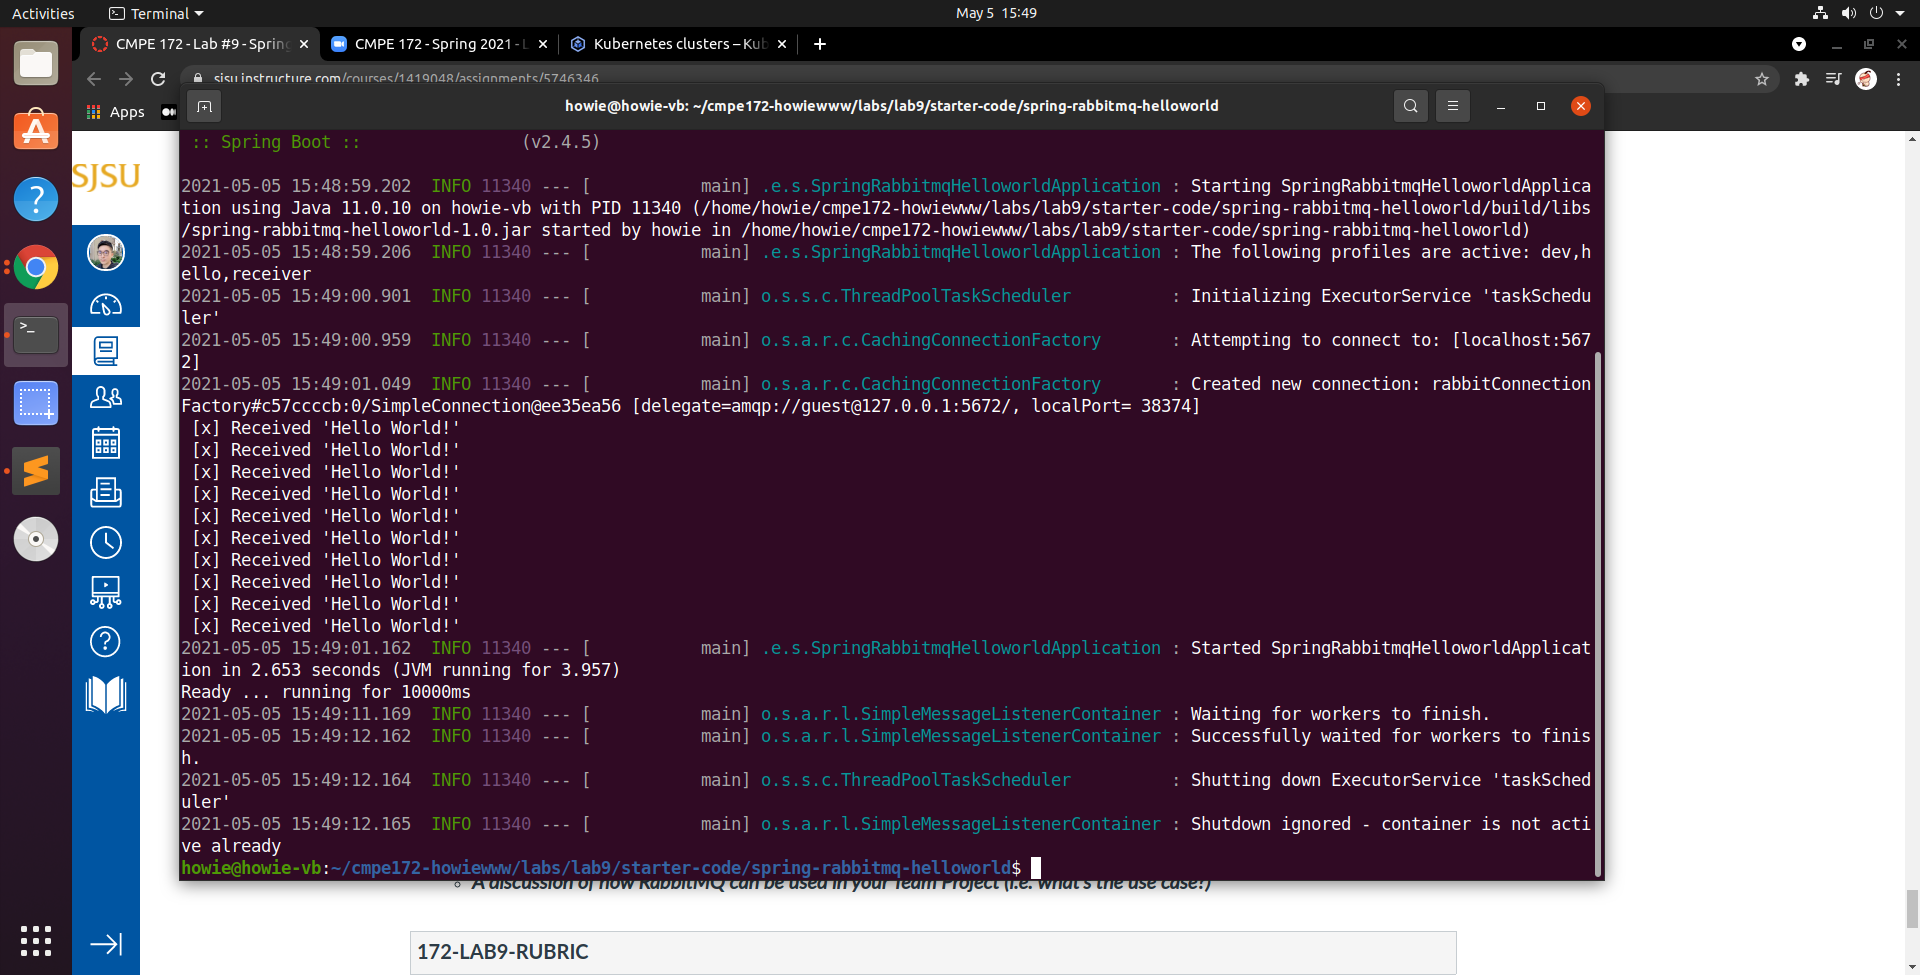 Activities Terminal May 5 15:49
CMPE 172 - Lab #9 - Spring CMPE 172 - Spring 2021 - L Kubernetes clusters – Kub
sjsu.instructure.com/courses/1419048/assignments/5746346
Apps
howie@howie-vb: ~/cmpe172-howiewww/labs/lab9/starter-code/spring-rabbitmq-helloworld
SJSU
:: Spring Boot :: (v2.4.5)
2021-05-05 15:48:59.202 INFO 11340 --- [ main] .e.s.SpringRabbitmqHelloworldApplication : Starting SpringRabbitmqHelloworldApplica
tion using Java 11.0.10 on howie-vb with PID 11340 (/home/howie/cmpe172-howiewww/labs/lab9/starter-code/spring-rabbitmq-helloworld/build/libs
/spring-rabbitmq-helloworld-1.0.jar started by howie in /home/howie/cmpe172-howiewww/labs/lab9/starter-code/spring-rabbitmq-helloworld)
2021-05-05 15:48:59.206 INFO 11340 --- [ main] .e.s.SpringRabbitmqHelloworldApplication : The following profiles are active: dev,h
ello,receiver
2021-05-05 15:49:00.901 INFO 11340 --- [ main] o.s.s.c.ThreadPoolTaskScheduler : Initializing ExecutorService 'taskSchedu
ler'
2021-05-05 15:49:00.959 INFO 11340 --- [ main] o.s.a.r.c.CachingConnectionFactory : Attempting to connect to: [localhost:567
2]
2021-05-05 15:49:01.049 INFO 11340 --- [ main] o.s.a.r.c.CachingConnectionFactory : Created new connection: rabbitConnection
Factory#c57ccccb:0/SimpleConnection@ee35ea56 [delegate=amqp://guest@127.0.0.1:5672/, localPort= 38374]
[x] Received 'Hello World!'
[x] Received 'Hello World!'
[x] Received 'Hello World!'
[x] Received 'Hello World!'
[x] Received 'Hello World!'
[x] Received 'Hello World!'
[x] Received 'Hello World!'
[x] Received 'Hello World!'
[x] Received 'Hello World!'
[x] Received 'Hello World!'
2021-05-05 15:49:01.162 INFO 11340 --- [ main] .e.s.SpringRabbitmqHelloworldApplication : Started SpringRabbitmqHelloworldApplicat
ion in 2.653 seconds (JVM running for 3.957)
Ready ... running for 10000ms
2021-05-05 15:49:11.169 INFO 11340 --- [ main] o.s.a.r.l.SimpleMessageListenerContainer : Waiting for workers to finish.
2021-05-05 15:49:12.162 INFO 11340 --- [ main] o.s.a.r.l.SimpleMessageListenerContainer : Successfully waited for workers to finis
h.
2021-05-05 15:49:12.164 INFO 11340 --- [ main] o.s.s.c.ThreadPoolTaskScheduler : Shutting down ExecutorService 'taskSched
uler'
2021-05-05 15:49:12.165 INFO 11340 --- [ main] o.s.a.r.l.SimpleMessageListenerContainer : Shutdown ignored - container is not acti
ve already
howie@howie-vb:~/cmpe172-howiewww/labs/lab9/starter-code/spring-rabbitmq-helloworld$
A discussion of how RabbitMQ can be used in your Team Project (i.e. what's the use case?)
172-LAB9-RUBRIC